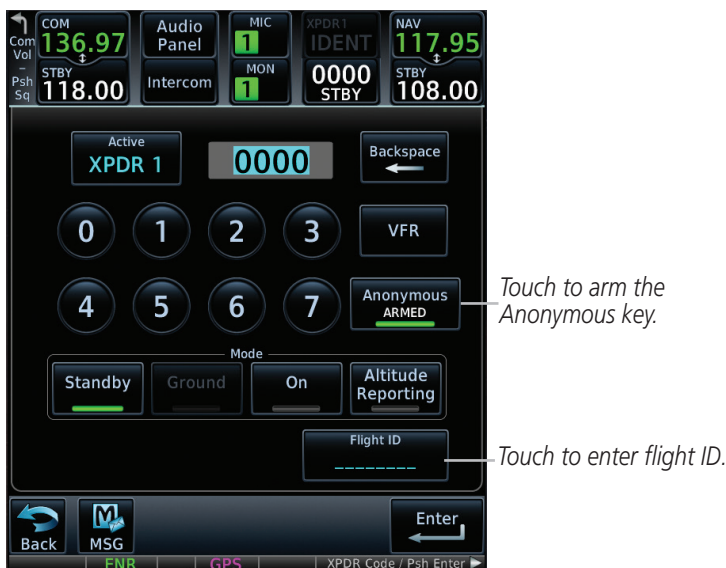 COM
Com
Vol
–
Psh
Sq
136.97
STBY
118.00
Audio
Panel
Intercom
MIC
1
MON
1
XPDR1
IDENT
0000
STBY
NAV
117.95
STBY
108.00
Active
XPDR 1
0000
Backspace
0
1
2
3
VFR
4
5
6
7
Anonymous
ARMED
Touch to arm the
Anonymous key.
Mode
Standby
Ground
On
Altitude
Reporting
Flight ID
________
Touch to enter flight ID.
Back
MSG
Enter
ENR
GPS
XPDR Code / Psh Enter